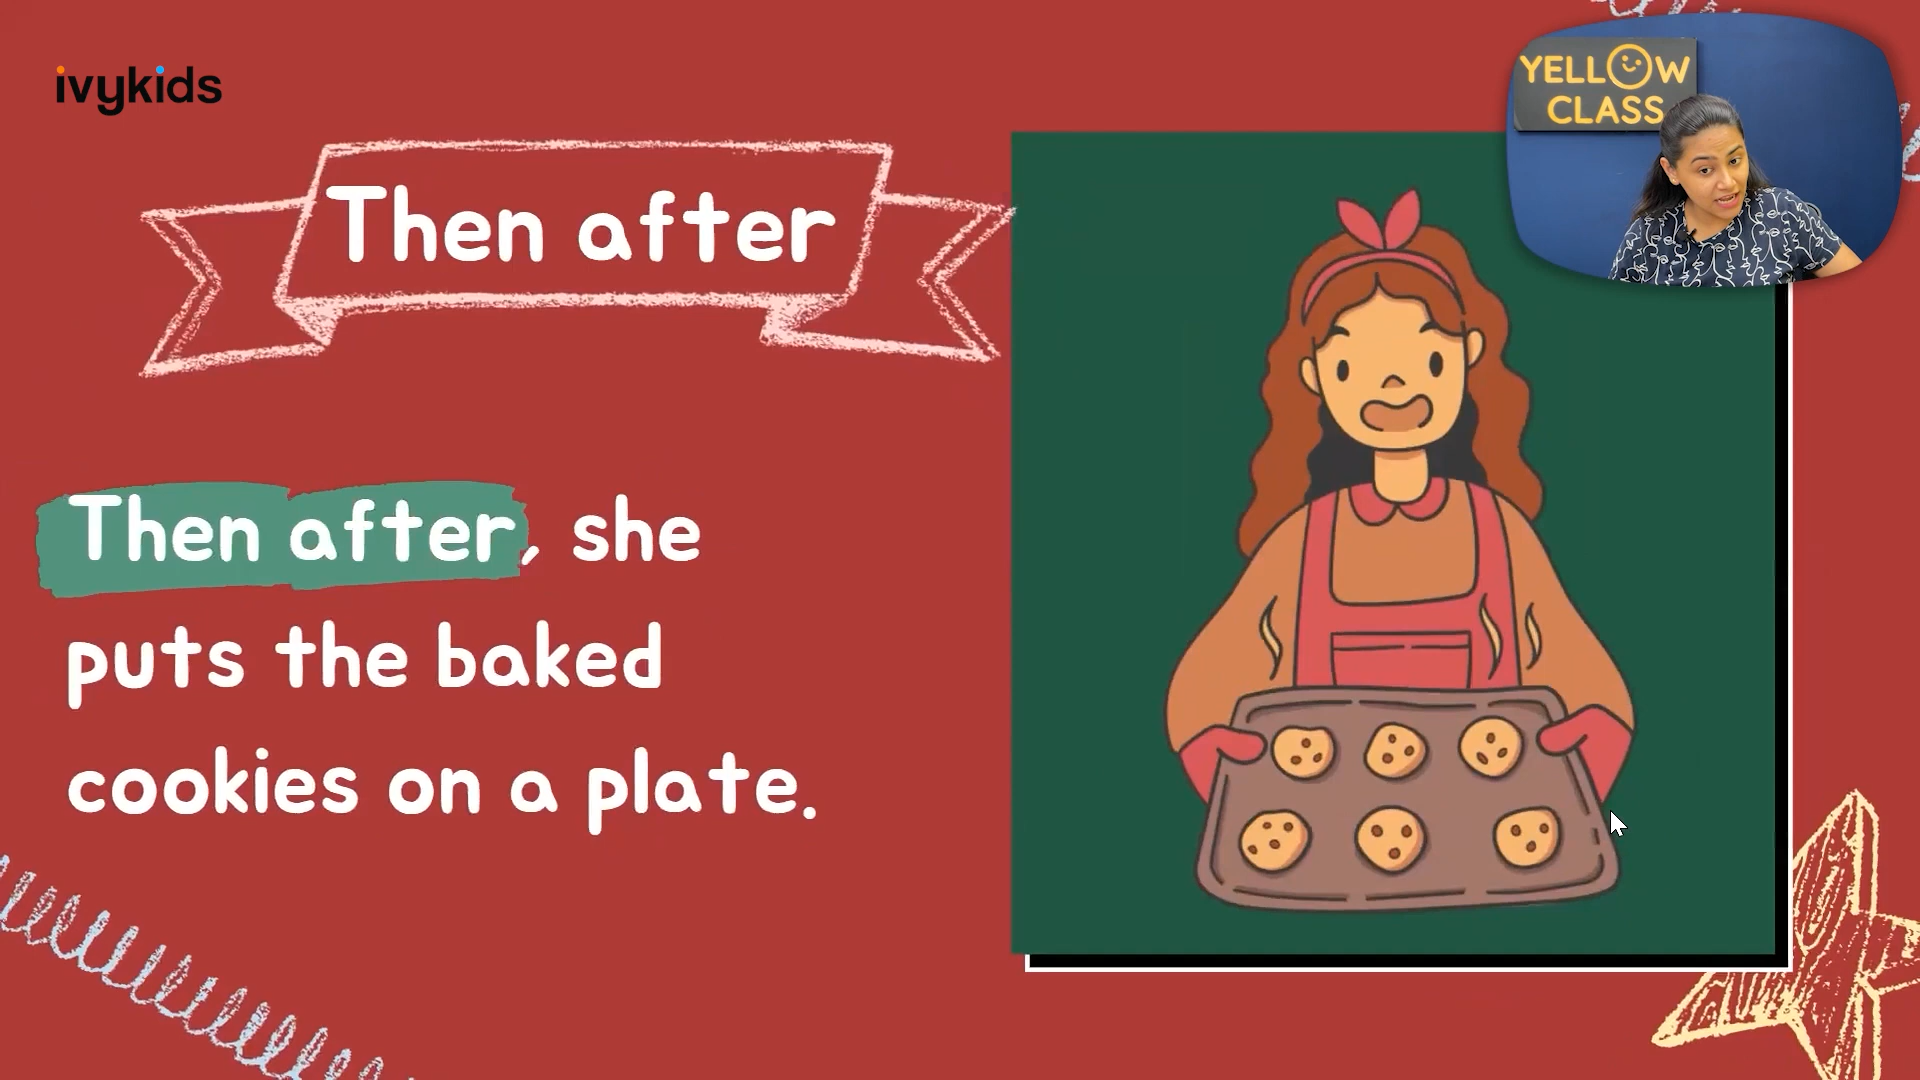 ivykids
YELLOW
CLASS
Then after
Then after, she
puts the baked
cookies on a plate.